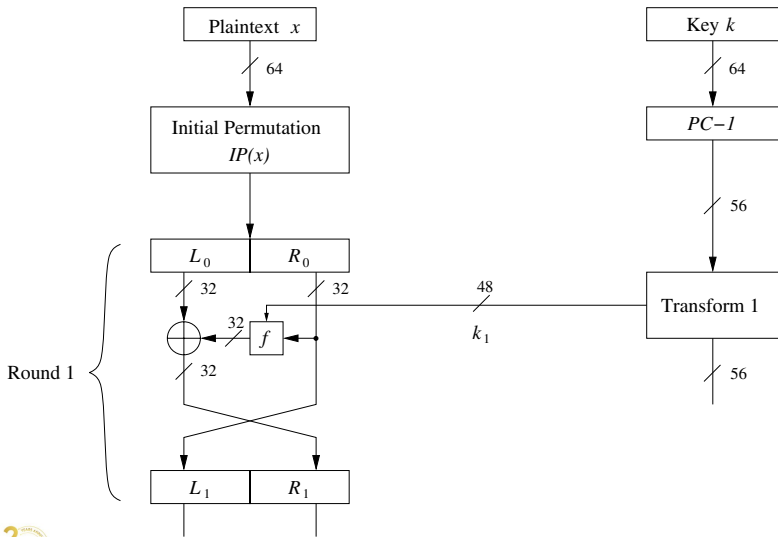 Plaintext x
Key k
64
64
Initial Permutation
IP(x)
PC−1
56
L0
R0
32
32
48
Transform 1
32
f
k1
32
Round 1
56
L1
R1